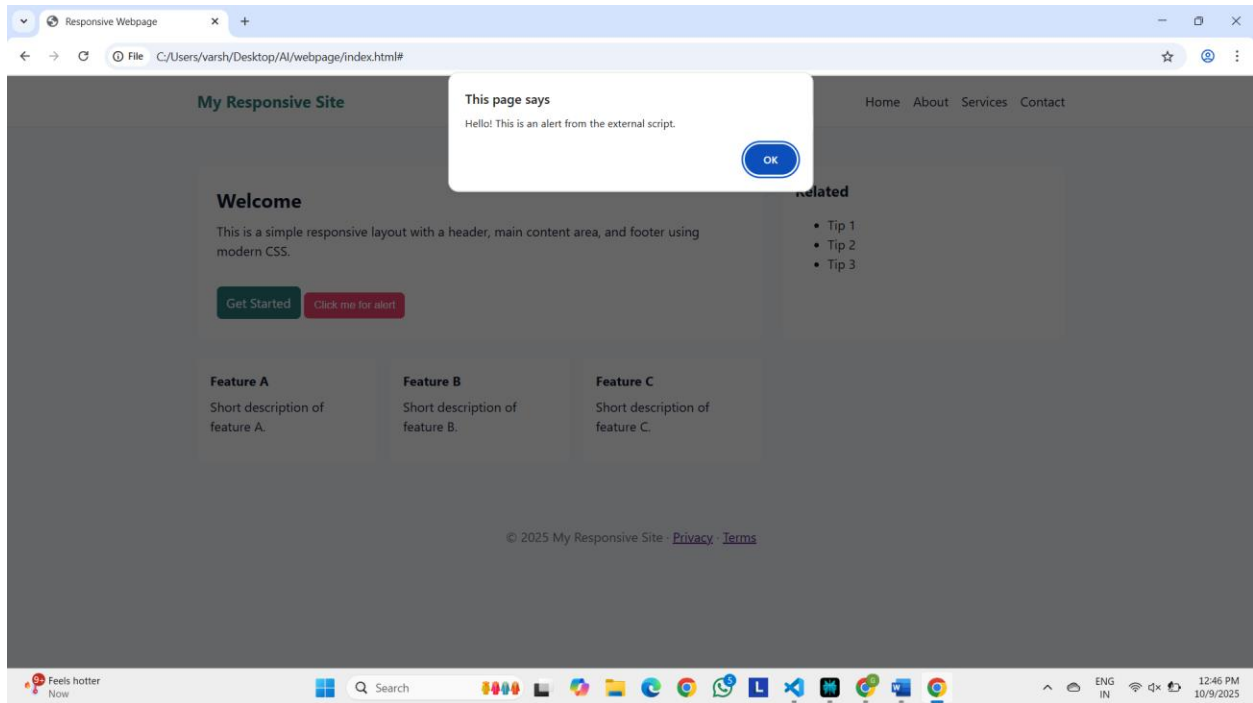 Responsive Webpage
File C:/Users/varsh/Desktop/AI/webpage/index.html#
My Responsive Site
Home About Services Contact
This page says
Hello! This is an alert from the external script.
OK
Welcome
This is a simple responsive layout with a header, main content area, and footer using
modern CSS.
Get Started Click me for alert
Related
Tip 1
Tip 2
Tip 3
Feature A
Short description of
feature A.
Feature B
Short description of
feature B.
Feature C
Short description of
feature C.
© 2025 My Responsive Site · Privacy · Terms
9+
Feels hotter
Now
Search
5
L
G
W
ENG
IN
12:46 PM
10/9/2025